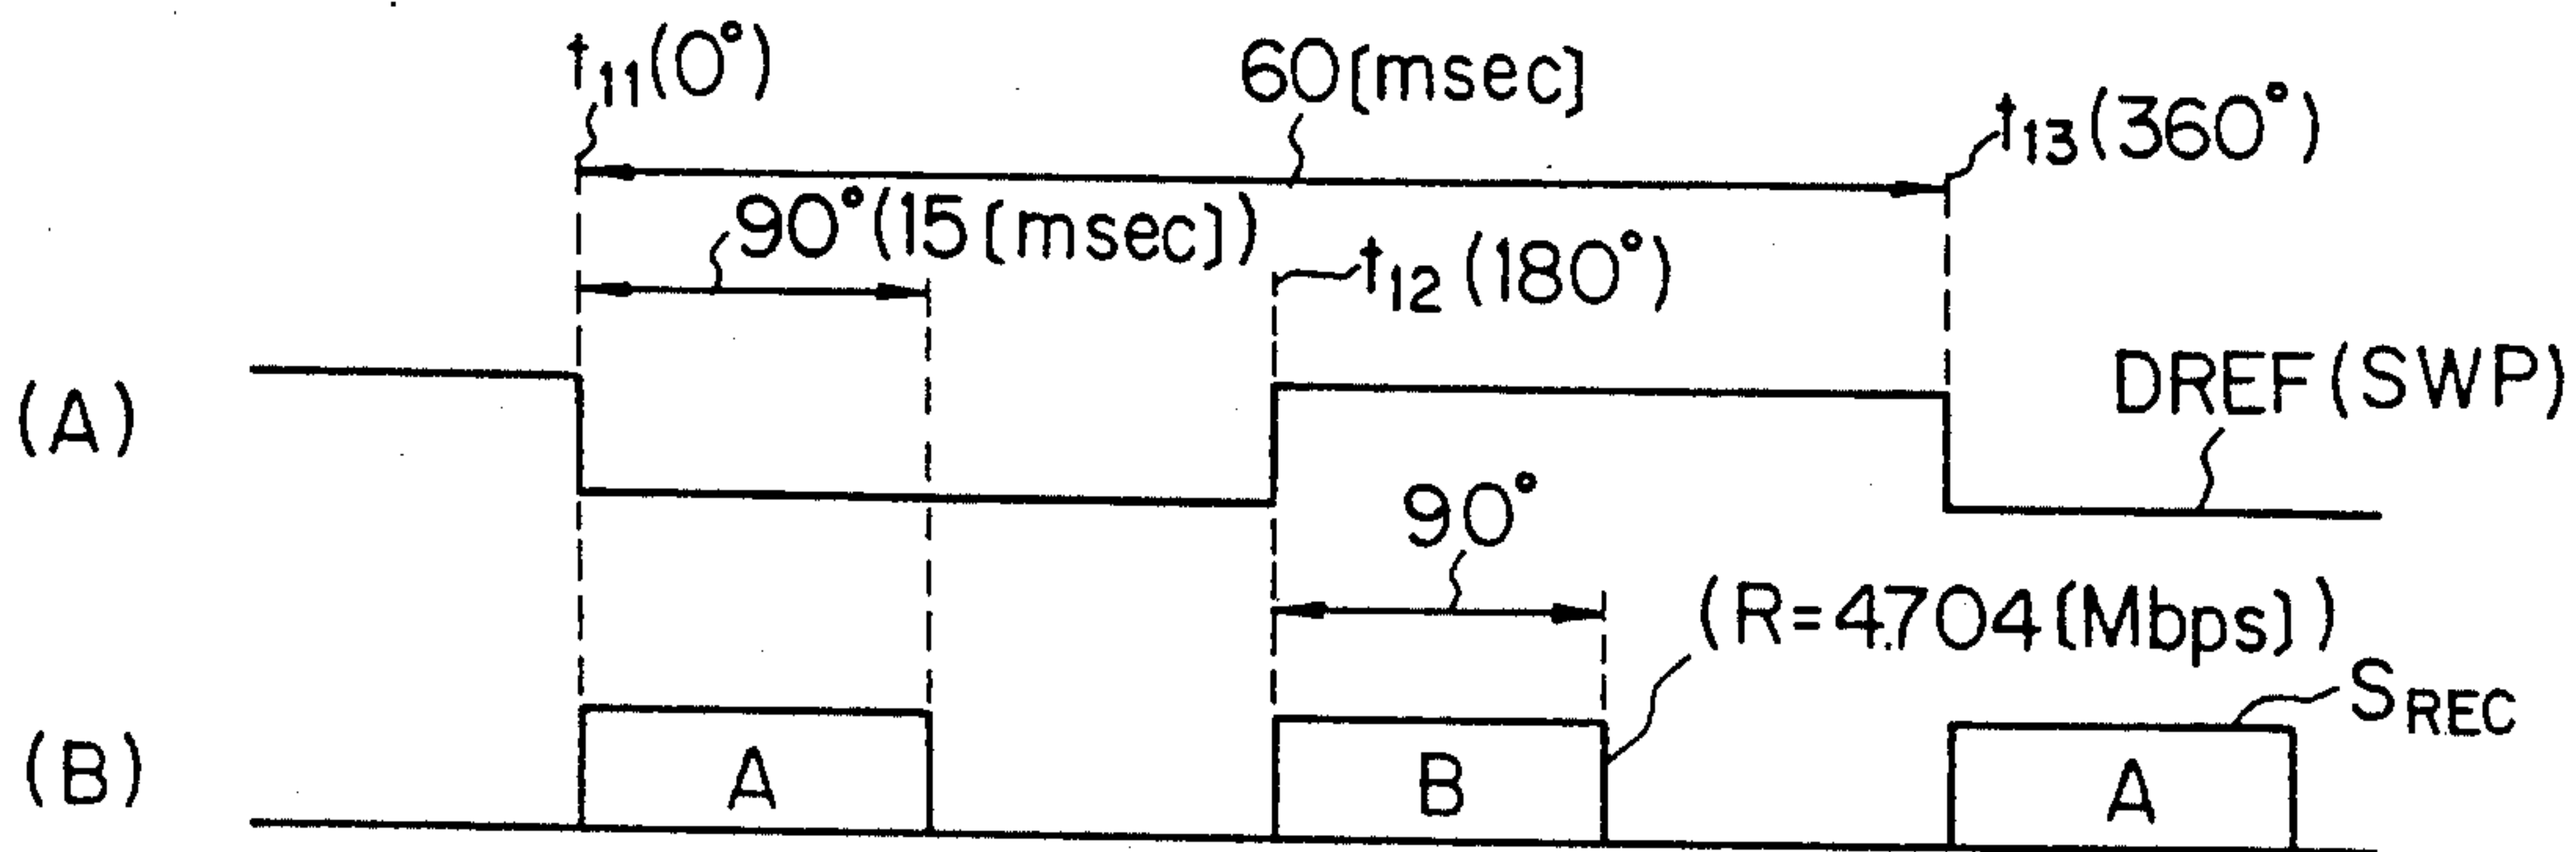 t11(0°)
60[msec]
t13(360°)
90°(15[msec])
t12(180°)
(A)
DREF(SWP)
90°
(R=4.704[Mbps])
SREC
(B)
A
B
A